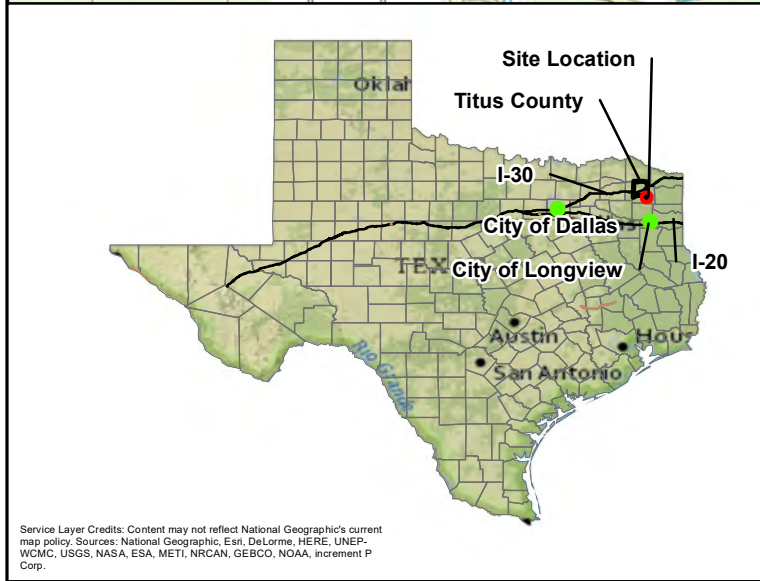 Site Location
Titus County
Oklah
I-30
City of Dallas
TEX
City of Longview
I-20
Austin
Hous
San Antonio
Rio Grande
Service Layer Credits: Content may not reflect National Geographic's current
map policy. Sources: National Geographic, Esri, DeLorme, HERE, UNEP-
WCMC, USGS, NASA, ESA, METI, NRCAN, GEBCO, NOAA, increment P
Corp.